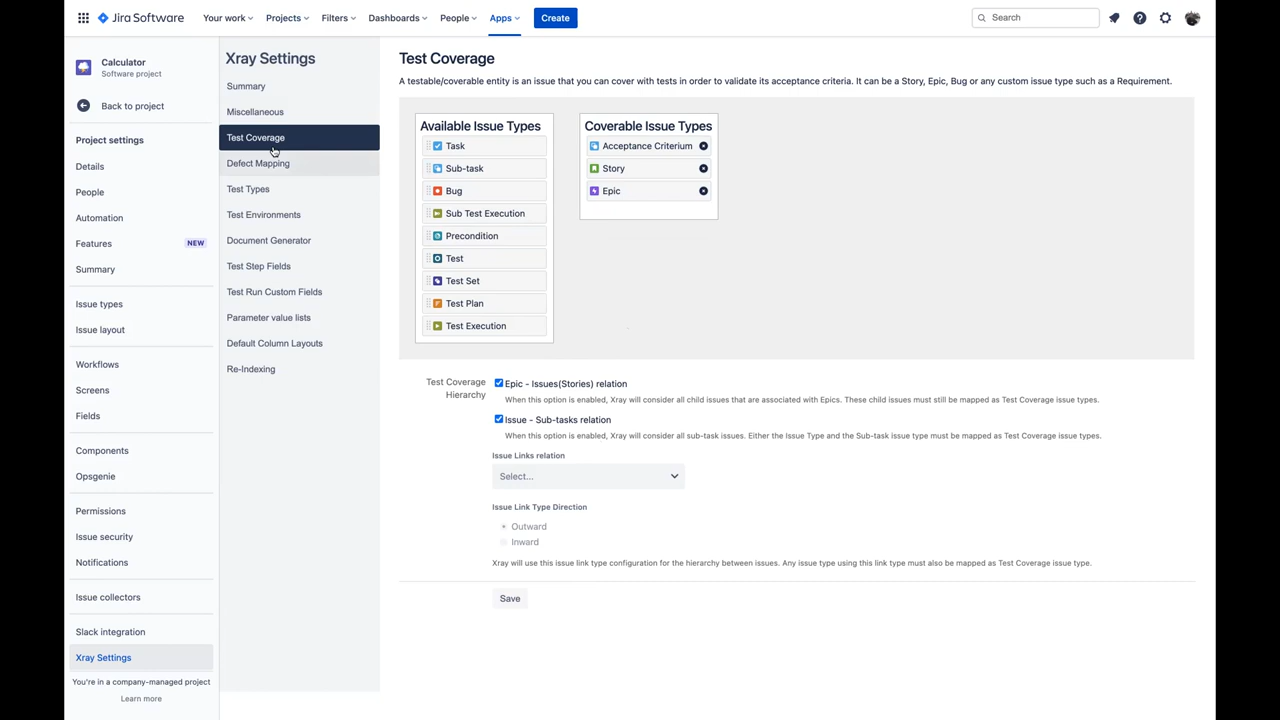 Jira Software
Your work
Projects
Filters
Dashboards
People
Apps
Create
Search
Calculator
Software project
Back to project
Project settings
Details
People
Automation
Features NEW
Summary
Issue types
Issue layout
Workflows
Screens
Fields
Components
Opsgenie
Permissions
Issue security
Notifications
Issue collectors
Slack integration
Xray Settings
You're in a company-managed project
Learn more
Xray Settings
Summary
Miscellaneous
Test Coverage
Defect Mapping
Test Types
Test Environments
Document Generator
Test Step Fields
Test Run Custom Fields
Parameter value lists
Default Column Layouts
Re-Indexing
Test Coverage
A testable/coverable entity is an issue that you can cover with tests in order to validate its acceptance criteria. It can be a Story, Epic, Bug or any custom issue type such as a Requirement.
Available Issue Types
Task
Sub-task
Bug
Sub Test Execution
Precondition
Test
Test Set
Test Plan
Test Execution
Coverable Issue Types
Acceptance Criterium
Story
Epic
Test Coverage
Hierarchy
Epic - Issues(Stories) relation
When this option is enabled, Xray will consider all child issues that are associated with Epics. These child issues must still be mapped as Test Coverage issue types.
Issue - Sub-tasks relation
When this option is enabled, Xray will consider all sub-task issues. Either the Issue Type and the Sub-task issue type must be mapped as Test Coverage issue types.
Issue Links relation
Select...
Issue Link Type Direction
Outward
Inward
Xray will use this issue link type configuration for the hierarchy between issues. Any issue type using this link type must also be mapped as Test Coverage issue type.
Save